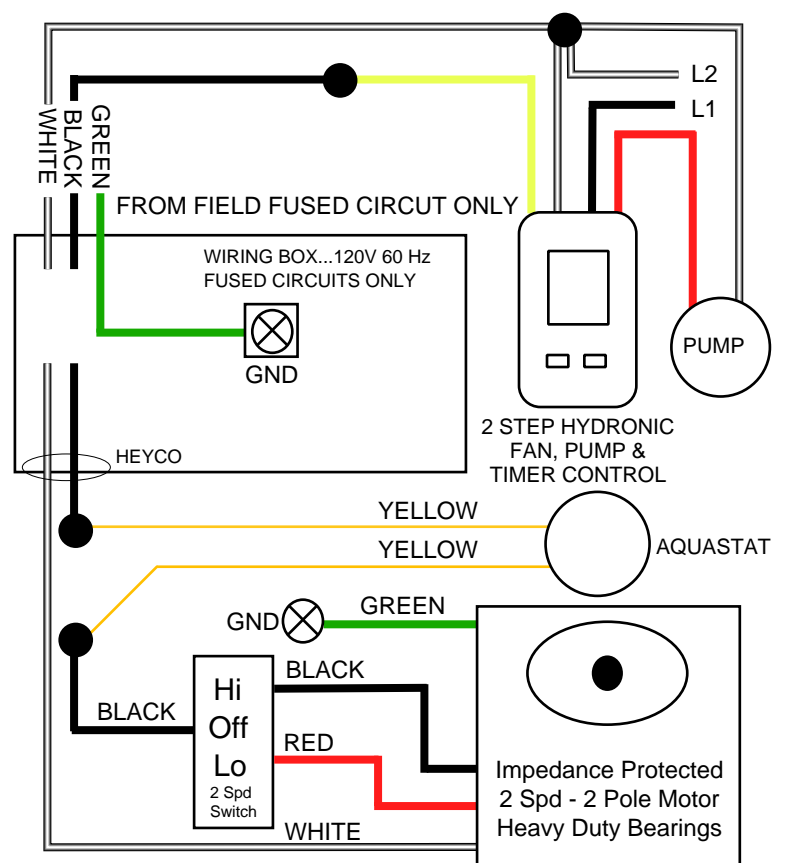 L2
L1
WHITE
BLACK
GREEN
FROM FIELD FUSED CIRCUT ONLY
WIRING BOX...120V 60 Hz
FUSED CIRCUITS ONLY
GND
PUMP
2 STEP HYDRONIC
FAN, PUMP &
TIMER CONTROL
HEYCO
YELLOW
YELLOW
AQUASTAT
GREEN
GND
BLACK
BLACK
Hi
Off
Lo
2 Spd
Switch
RED
WHITE
Impedance Protected
2 Spd - 2 Pole Motor
Heavy Duty Bearings